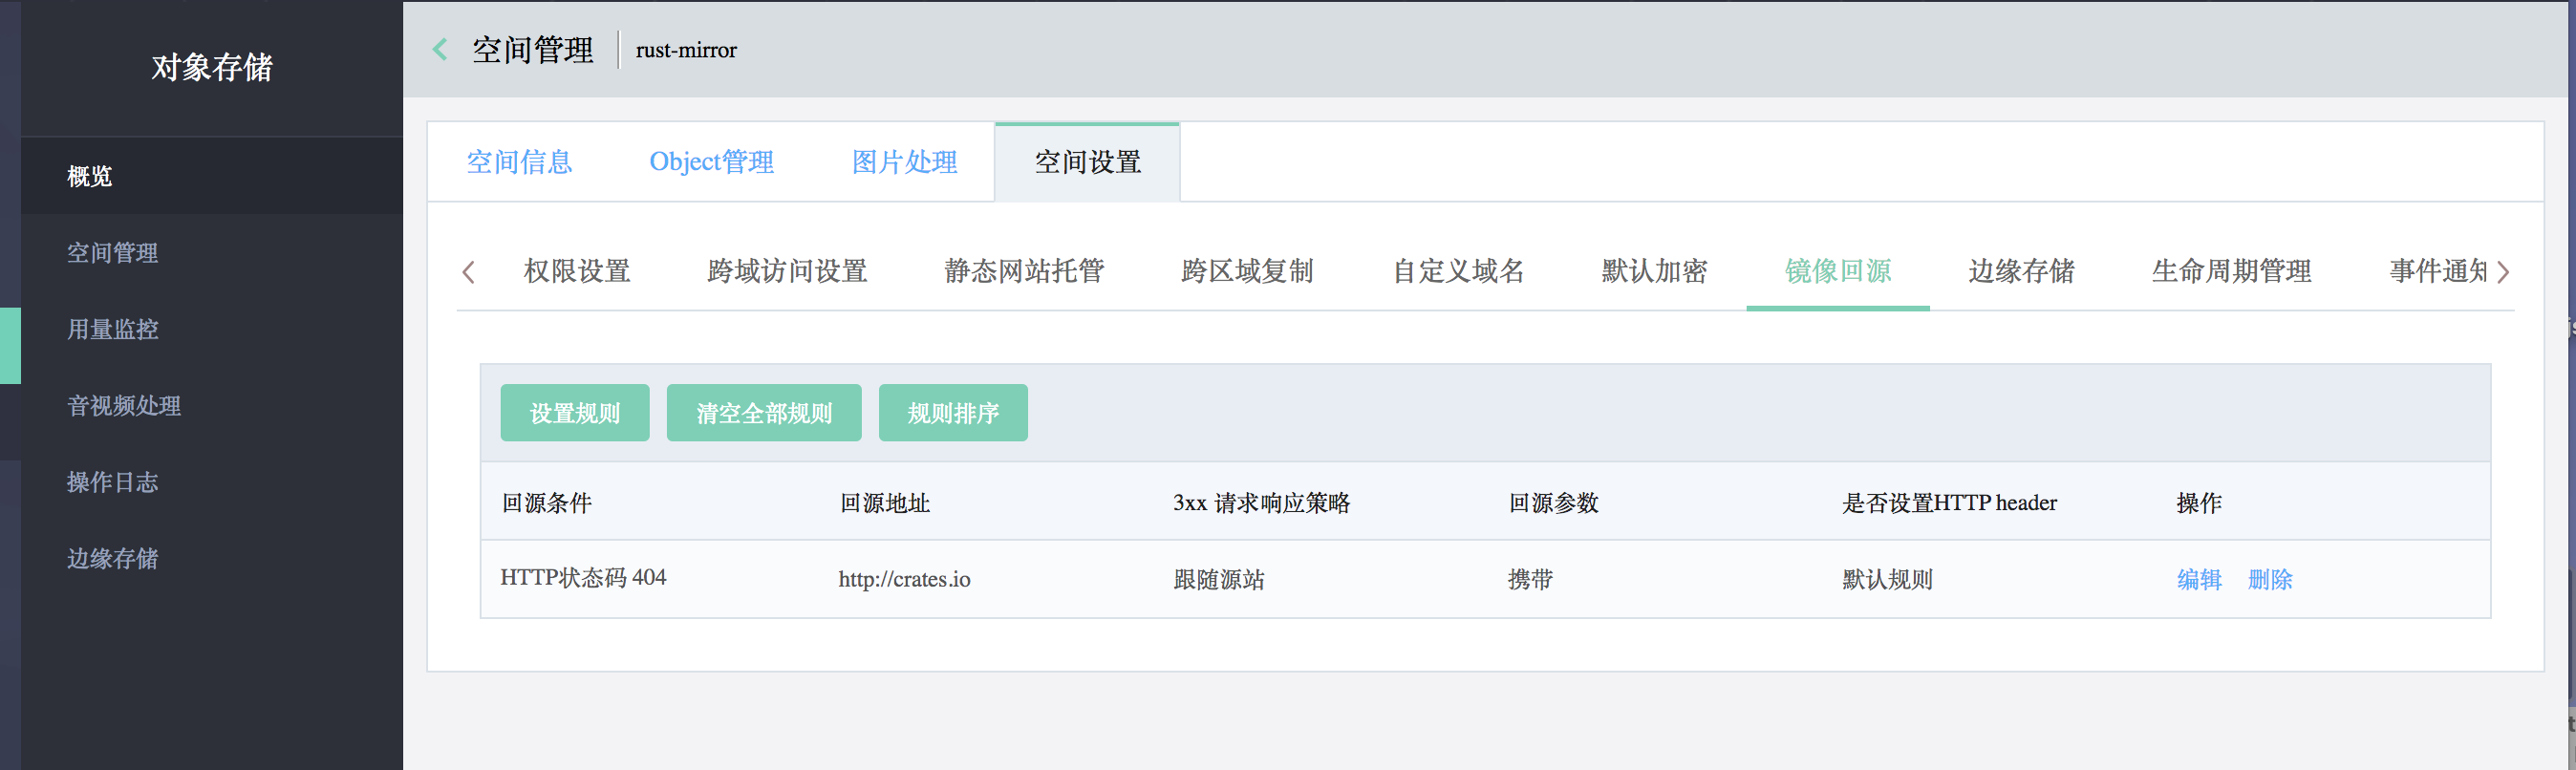 对象存储
概览
空间管理
用量监控
音视频处理
操作日志
边缘存储
空间管理 rust-mirror
空间信息 Object管理 图片处理 空间设置
权限设置 跨域访问设置 静态网站托管 跨区域复制 自定义域名 默认加密 镜像回源 边缘存储 生命周期管理 事件通知
设置规则 清空全部规则 规则排序
回源条件 回源地址 3xx 请求响应策略 回源参数 是否设置HTTP header 操作
HTTP状态码 404 http://crates.io 跟随源站 携带 默认规则 编辑 删除